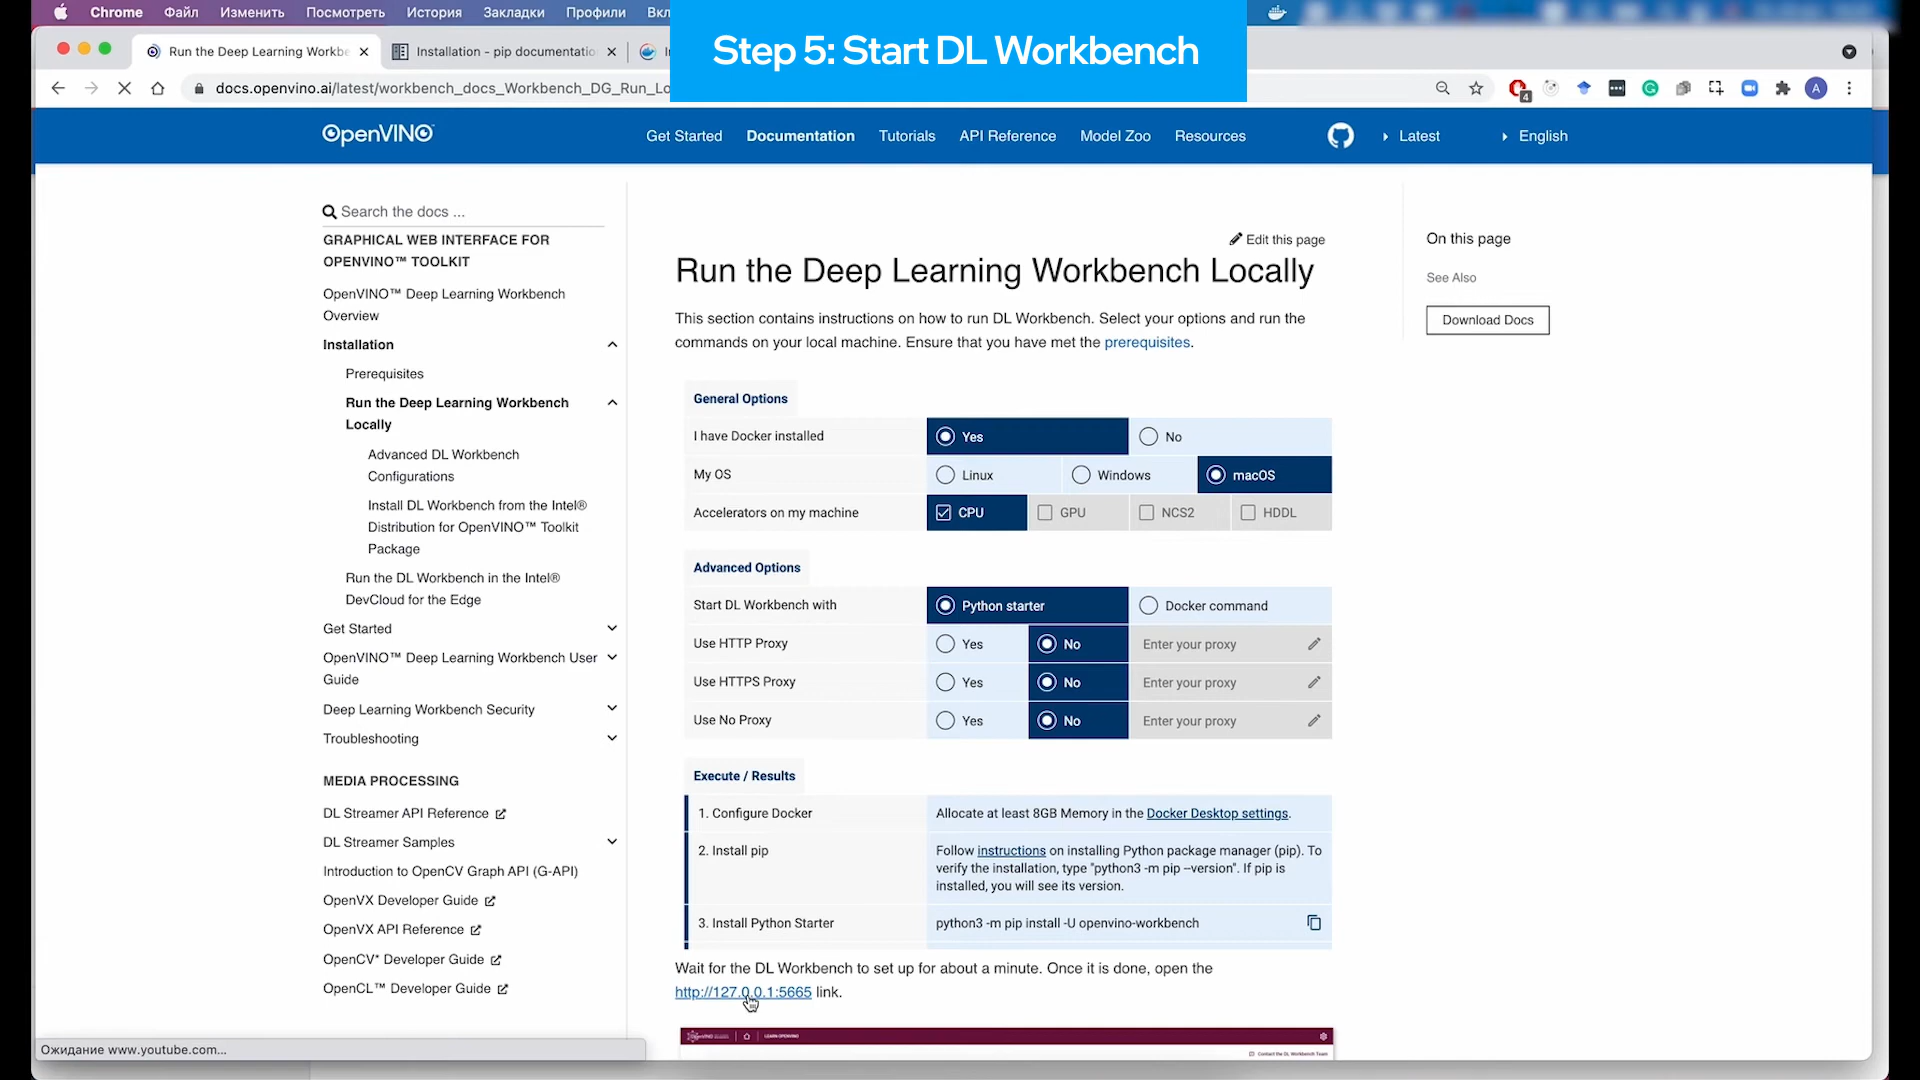 Chrome Файл Изменить Посмотреть История Закладки Профили Вкл
Step 5: Start DL Workbench
Run the Deep Learning Workbe
Installation - pip documentatio
docs.openvino.ai/latest/workbench_docs_Workbench_DG_Run_Lo
4
A
OpenVINO
Get Started Documentation Tutorials API Reference Model Zoo Resources Latest English
Search the docs ...
GRAPHICAL WEB INTERFACE FOR
OPENVINO™ TOOLKIT
OpenVINO™ Deep Learning Workbench
Overview
Installation
Prerequisites
Run the Deep Learning Workbench
Locally
Advanced DL Workbench
Configurations
Install DL Workbench from the Intel®
Distribution for OpenVINO™ Toolkit
Package
Run the DL Workbench in the Intel®
DevCloud for the Edge
Get Started
OpenVINO™ Deep Learning Workbench User
Guide
Deep Learning Workbench Security
Troubleshooting
MEDIA PROCESSING
DL Streamer API Reference
DL Streamer Samples
Introduction to OpenCV Graph API (G-API)
OpenVX Developer Guide
OpenVX API Reference
OpenCV* Developer Guide
OpenCL™ Developer Guide
Edit this page
Run the Deep Learning Workbench Locally
This section contains instructions on how to run DL Workbench. Select your options and run the
commands on your local machine. Ensure that you have met the prerequisites.
General Options
I have Docker installed Yes No
My OS Linux Windows macOS
Accelerators on my machine CPU GPU NCS2 HDDL
Advanced Options
Start DL Workbench with Python starter Docker command
Use HTTP Proxy Yes No Enter your proxy
Use HTTPS Proxy Yes No Enter your proxy
Use No Proxy Yes No Enter your proxy
Execute / Results
1. Configure Docker Allocate at least 8GB Memory in the Docker Desktop settings.
2. Install pip Follow instructions on installing Python package manager (pip). To
verify the installation, type "python3 -m pip –version". If pip is
installed, you will see its version.
3. Install Python Starter python3 -m pip install -U openvino-workbench
Wait for the DL Workbench to set up for about a minute. Once it is done, open the
http://127.0.0.1:5665 link.
LEARN OPENVINO
Contact the DL Workbench Team
On this page
See Also
Download Docs
Ожидание www.youtube.com...